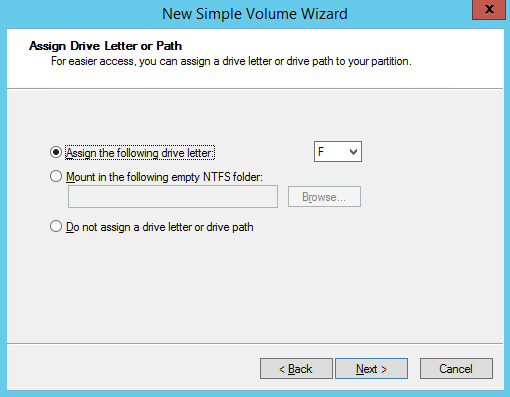 New Simple Volume Wizard
x
Assign Drive Letter or Path
For easier access, you can assign a drive letter or drive path to your partition.
Assign the following drive letter: F
Mount in the following empty NTFS folder:
Browse...
Do not assign a drive letter or drive path
< Back Next > Cancel